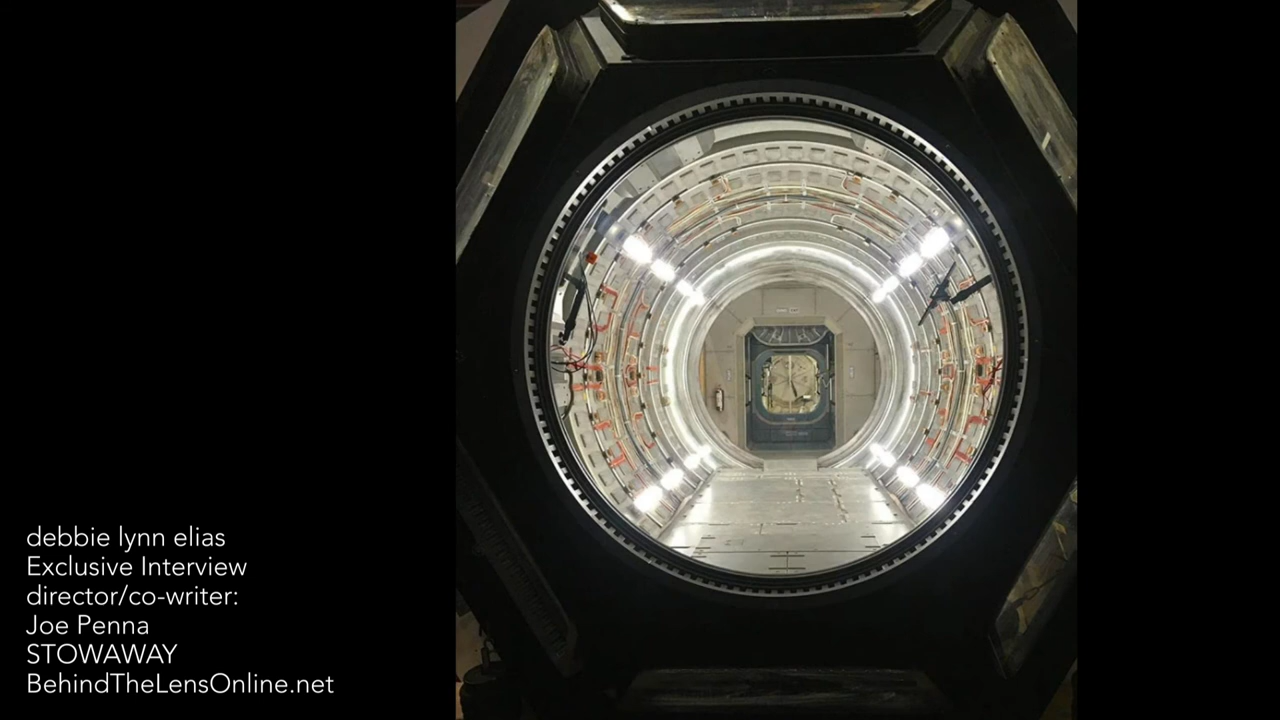 debbie lynn elias
Exclusive Interview
director/co-writer:
Joe Penna
STOWAWAY
BehindTheLensOnline.net